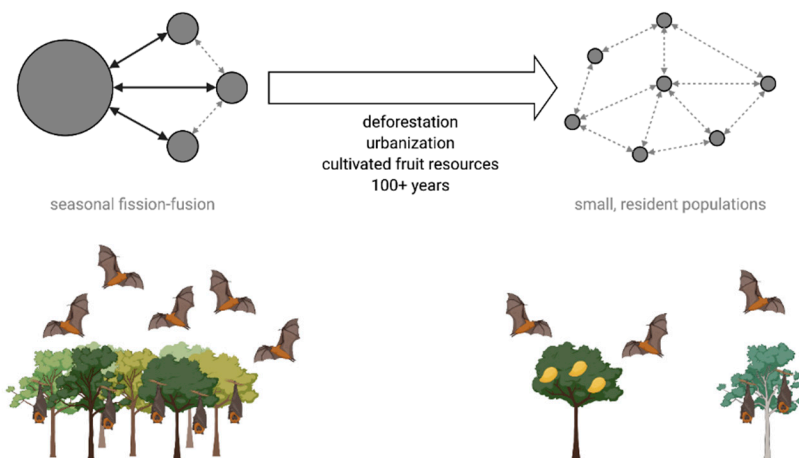 deforestation
urbanization
cultivated fruit resources
100+ years
seasonal fission-fusion
small, resident populations